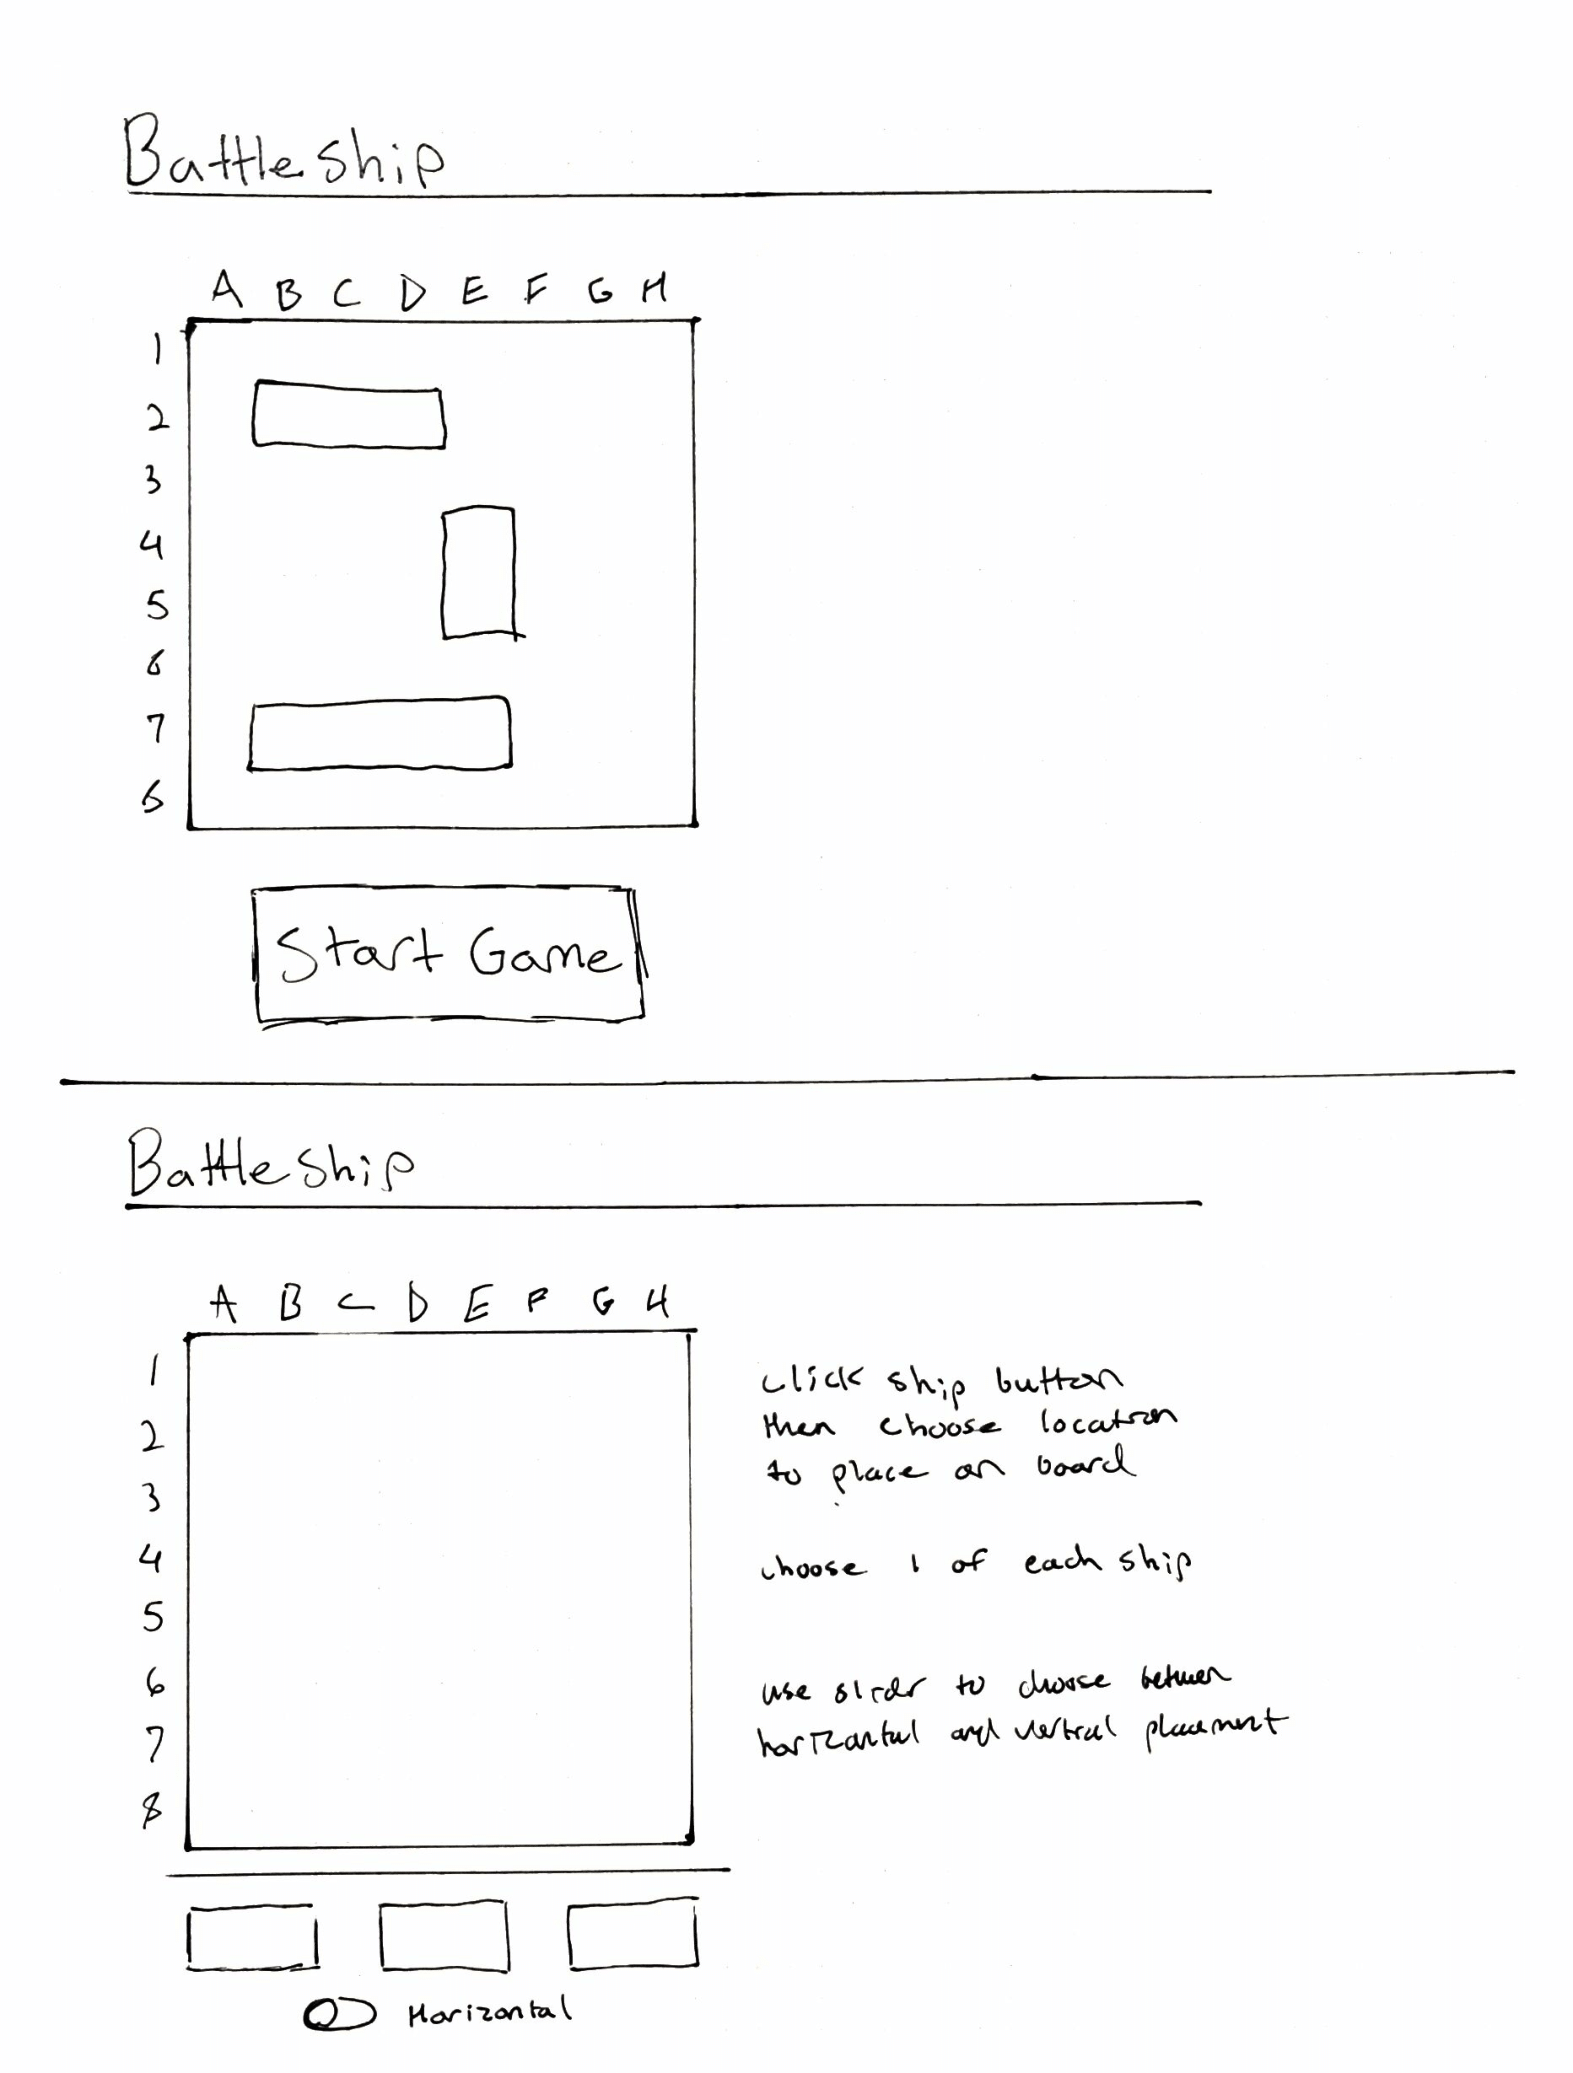 Battleship
A B C D E F G H
1
2
3
4
5
6
7
6
Start Game
Battleship
A B C D E F G H
1
2
3
4
5
6
7
8
click ship button
then choose location
to place on board
choose 1 of each ship
use slider to choose between
horizontal and vertical placement
Horizontal